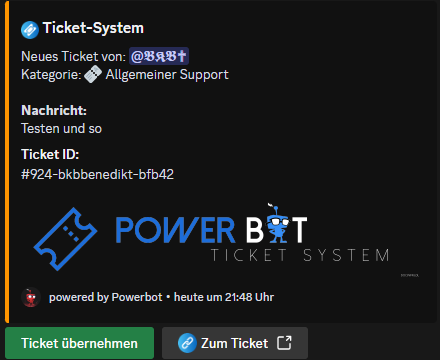 Ticket-System
Neues Ticket von: @𝕭𝕶𝕭✝
Kategorie: Allgemeiner Support
Nachricht:
Testen und so
Ticket ID:
#924-bkbbenedikt-bfb42
POWER BOT
TICKET SYSTEM
powered by Powerbot • heute um 21:48 Uhr
Ticket übernehmen
Zum Ticket